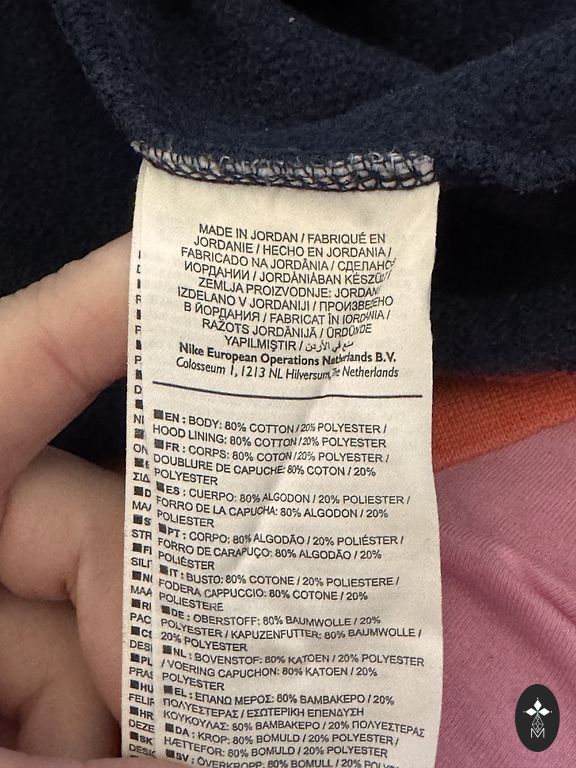 MADE IN JORDAN / FABRIQUÉ EN
JORDANIE / HECHO EN JORDANIA /
FABRICADO NA JORDÂNIA / СДЕЛАНО
ИОРДАНИИ / JORDÁNIÁBAN KÉSZÜLT
ZEMLJA PROIZVODNJE: JORDAN
IZDELANO V JORDANIJI / ПРОИЗВЕДЕНО
В ЙОРДАНИЯ / FABRICAT ÎN IORDANIA /
RAŽOTS JORDĀNIJĀ / ÜRDÜNDE
YAPILMIŞTIR / صنع في الأردن
Nike European Operations Netherlands B.V.
Colosseum 1, 1213 NL Hilversum, The Netherlands
EN : BODY: 80% COTTON / 20% POLYESTER /
HOOD LINING: 80% COTTON / 20% POLYESTER
FR : CORPS: 80% COTON / 20% POLYESTER /
DOUBLURE DE CAPUCHE: 80% COTON / 20%
POLYESTER
ES : CUERPO: 80% ALGODON / 20% POLIESTER /
FORRO DE LA CAPUCHA: 80% ALGODON / 20%
POLIESTER
PT : CORPO: 80% ALGODÃO / 20% POLIÉSTER /
FORRO DE CARAPUÇO: 80% ALGODÃO / 20%
POLIÉSTER
IT : BUSTO: 80% COTONE / 20% POLIESTERE /
FODERA CAPPUCCIO: 80% COTONE / 20%
POLIESTERE
DE : OBERSTOFF: 80% BAUMWOLLE / 20%
POLYESTER / KAPUZENFUTTER: 80% BAUMWOLLE /
20% POLYESTER
NL : BOVENSTOF: 80% KATOEN / 20% POLYESTER
/ VOERING CAPUCHON: 80% KATOEN / 20%
POLYESTER
EL : ΕΠΑΝΩ ΜΕΡΟΣ: 80% ΒΑΜΒΑΚΕΡΟ / 20%
ΠΟΛΥΕΣΤΕΡΑΣ / ΕΣΩΤΕΡΙΚΗ ΕΠΕΝΔΥΣΗ
ΚΟΥΚΟΥΛΑΣ: 80% ΒΑΜΒΑΚΕΡΟ / 20% ΠΟΛΥΕΣΤΕΡΑΣ
DA : KROP: 80% BOMULD / 20% POLYESTER /
HÆTTEFOR: 80% BOMULD / 20% POLYESTER
SV : ÖVERKROPP: 80% BOMULL / 20%
M